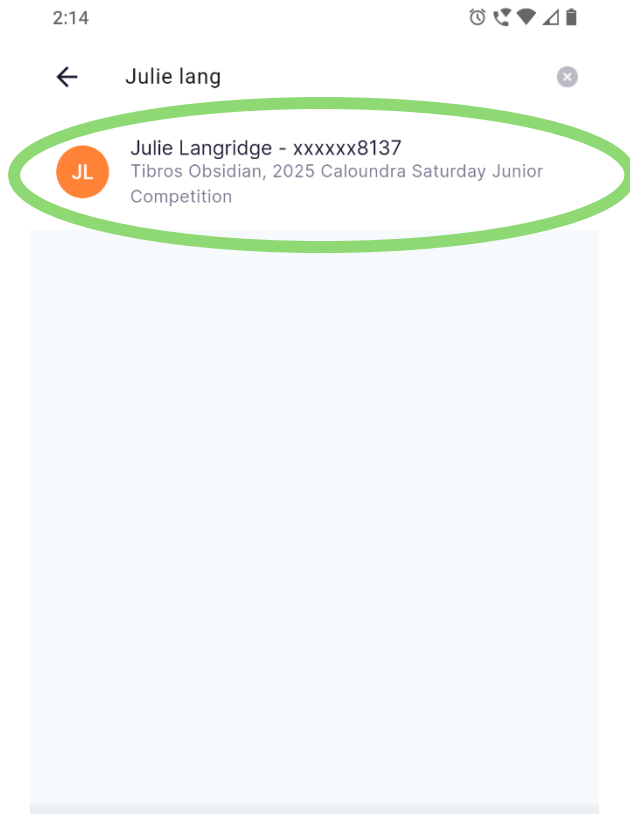 2:14
Julie lang
JL
Julie Langridge - xxxxxx8137
Tibros Obsidian, 2025 Caloundra Saturday Junior
Competition